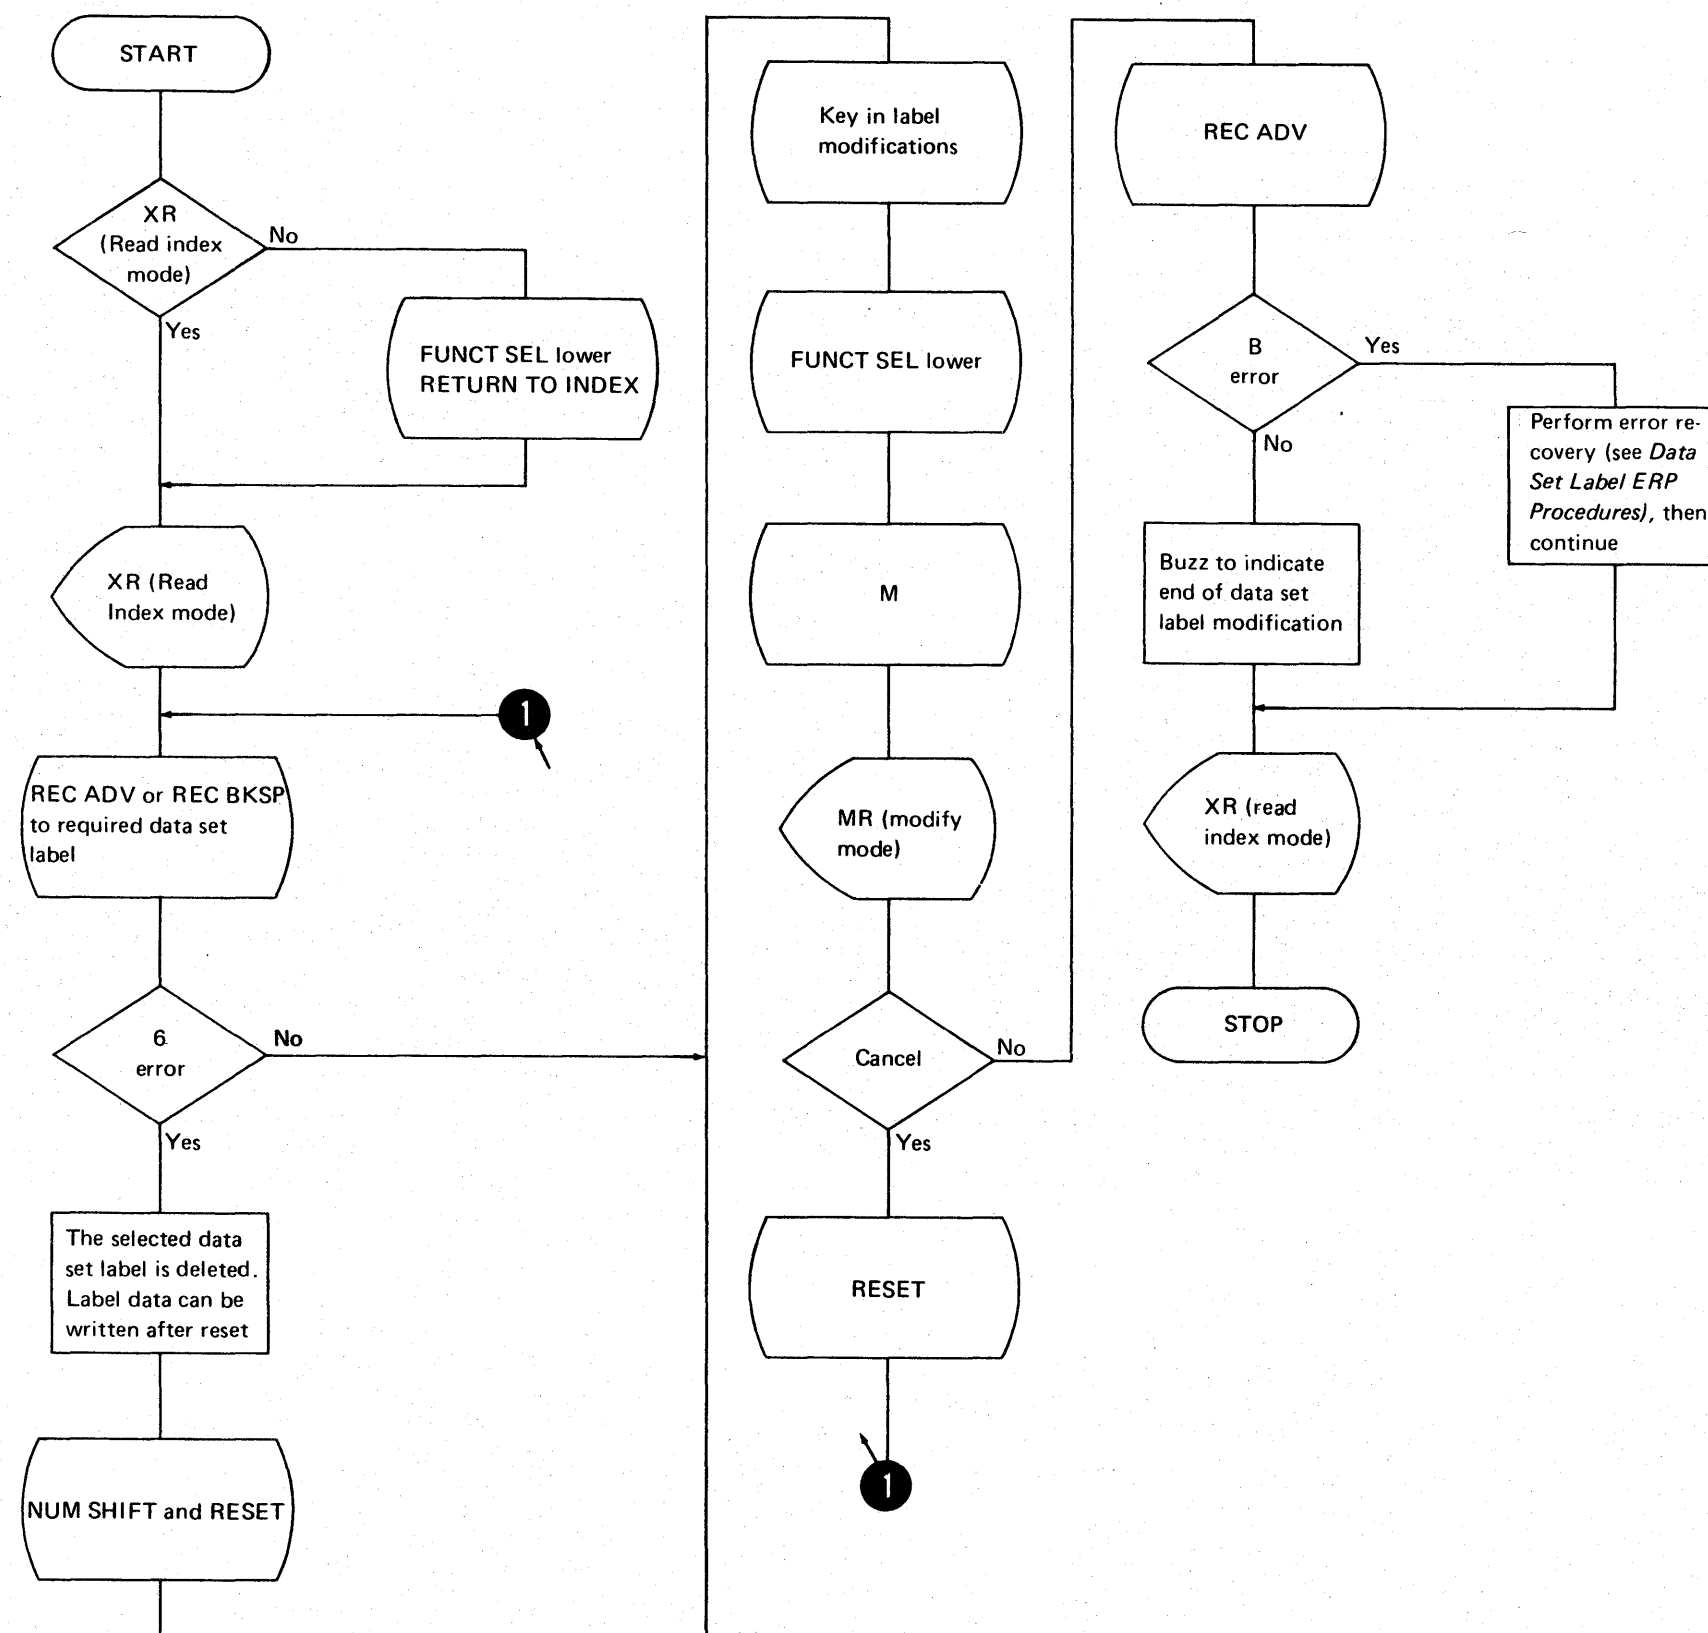 START
XR
(Read index
mode)
No
Yes
FUNCT SEL lower
RETURN TO INDEX
XR (Read
Index mode)
1
REC ADV or REC BKSP
to required data set
label
6
error
No
Yes
The selected data
set label is deleted.
Label data can be
written after reset
NUM SHIFT and RESET
Key in label
modifications
FUNCT SEL lower
M
MR (modify
mode)
Cancel
No
Yes
RESET
1
REC ADV
B
error
Yes
No
Perform error re-
covery (see Data
Set Label ERP
Procedures), then
continue
Buzz to indicate
end of data set
label modification
XR (read
index mode)
STOP